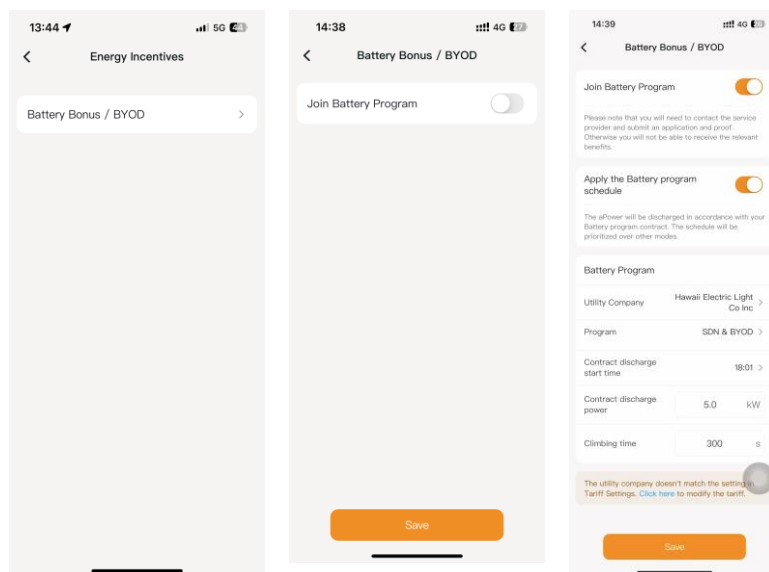 13:44
5G 44
Energy Incentives
Battery Bonus / BYOD
14:38
4G 27
Battery Bonus / BYOD
Join Battery Program
Save
14:39
4G
Battery Bonus / BYOD
Join Battery Program
Please note that you will need to contact the service
provider and submit an application and proof.
Otherwise you will not be able to receive the relevant
benefits.
Apply the Battery program
schedule
The aPower will be discharged in accordance with your
Battery program contract. The schedule will be
prioritized over other modes.
Battery Program
Utility Company
Hawaii Electric Light
Co Inc
Program
SDN & BYOD
Contract discharge
start time
18:01
Contract discharge
power
5.0 kW
Climbing time
300 s
The utility company doesn't match the setting in
Tariff Settings. Click here to modify the tariff.
Save